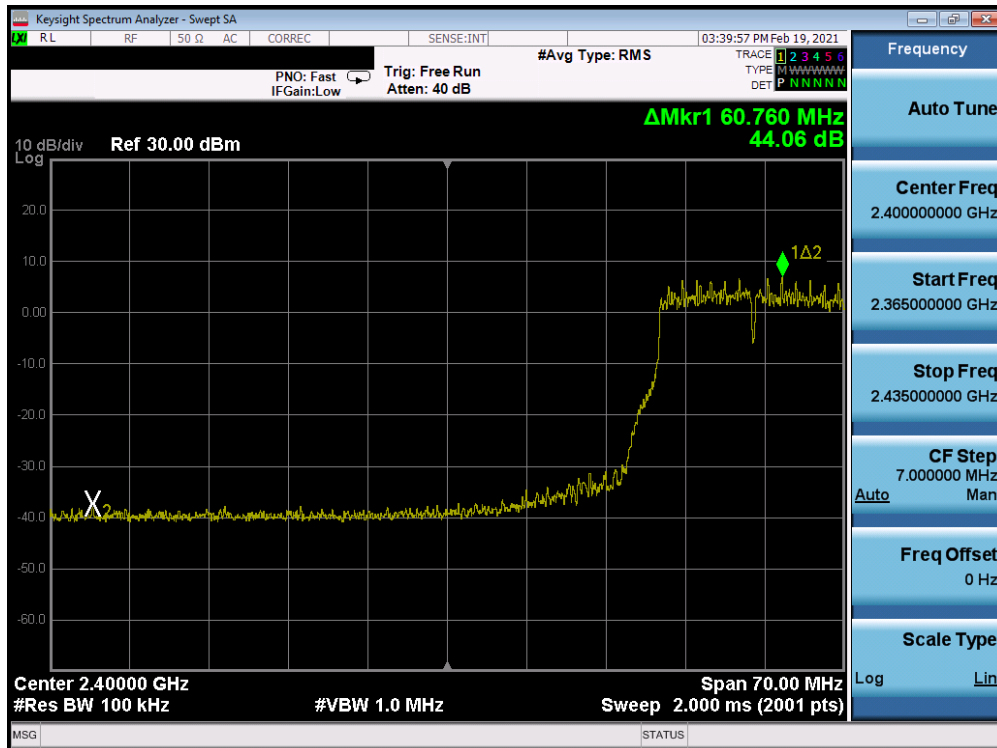 Keysight Spectrum Analyzer - Swept SA
LXI RL RF 50 Ω AC CORREC SENSE:INT 03:39:57 PM Feb 19, 2021
PNO: Fast
IFGain:Low
Trig: Free Run
Atten: 40 dB
#Avg Type: RMS
TRACE 1 2 3 4 5 6
TYPE M W W W W W
DET P N N N N N
ΔMkr1 60.760 MHz
44.06 dB
10 dB/div Ref 30.00 dBm
Log
20.0
10.0
0.00
-10.0
-20.0
-30.0
-40.0
-50.0
-60.0
1Δ2
X2
Center 2.40000 GHz Span 70.00 MHz
#Res BW 100 kHz #VBW 1.0 MHz Sweep 2.000 ms (2001 pts)
MSG STATUS
Frequency
Auto Tune
Center Freq
2.400000000 GHz
Start Freq
2.365000000 GHz
Stop Freq
2.435000000 GHz
CF Step
7.000000 MHz
Auto Man
Freq Offset
0 Hz
Scale Type
Log Lin